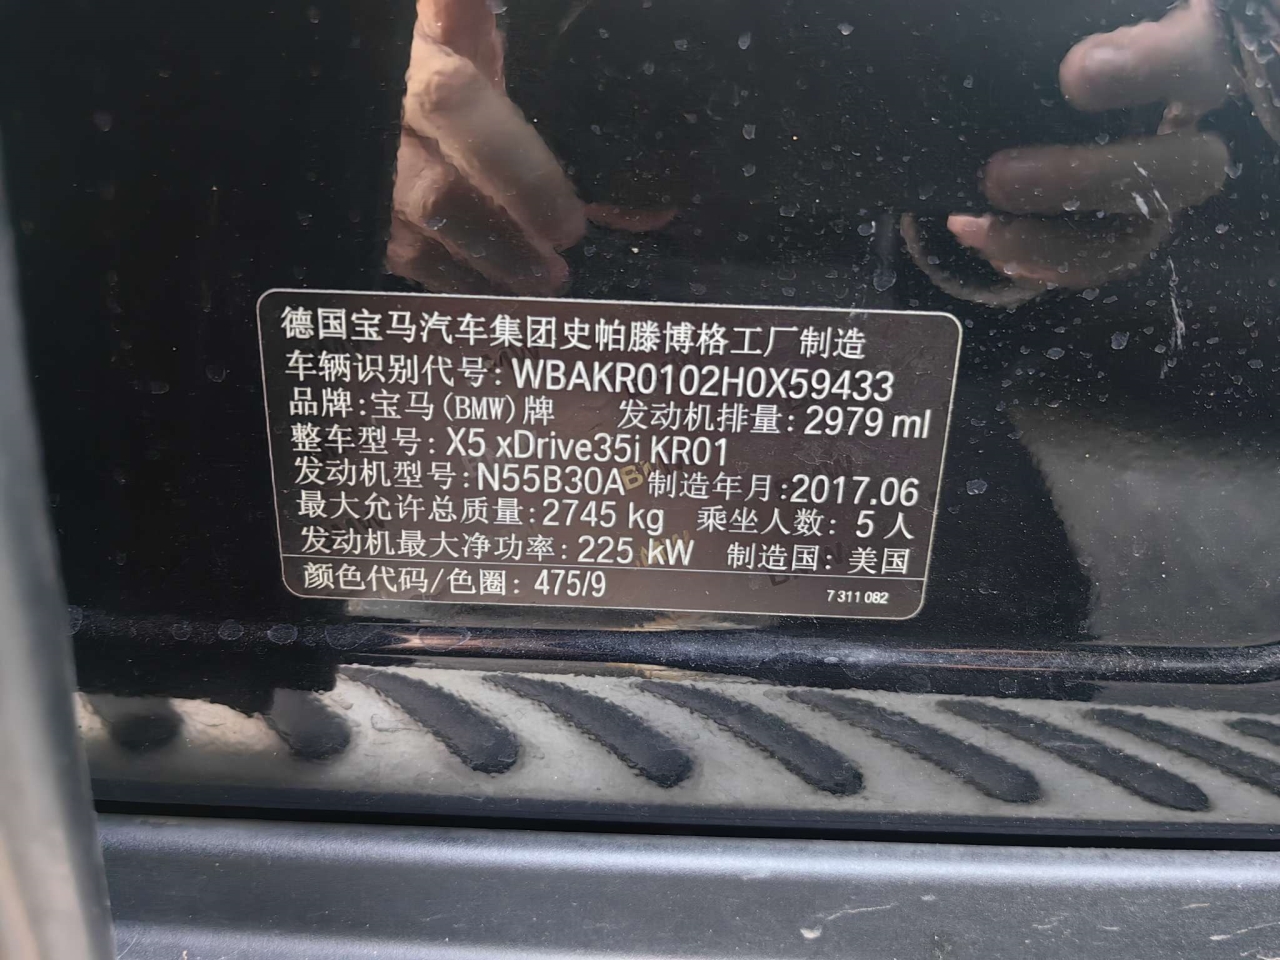 德国宝马汽车集团史帕滕博格工厂制造
车辆识别代号: WBAKR0102H0X59433
品牌:宝马(BMW)牌 发动机排量: 2979 ml
整车型号: X5 xDrive35i KR01
发动机型号: N55B30A 制造年月:2017.06
最大允许总质量: 2745 kg 乘坐人数: 5人
发动机最大净功率: 225 kW 制造国: 美国
颜色代码/色圈: 475/9 7 311 082